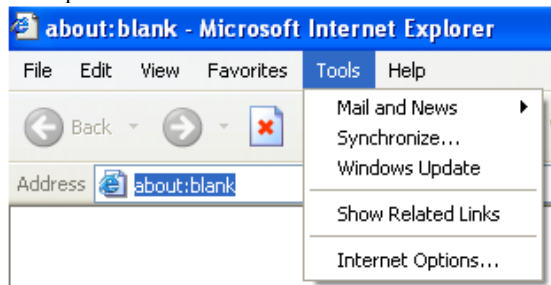 about:blank - Microsoft Internet Explorer
File Edit View Favorites Tools Help
Mail and News
Back
Synchronize...
Windows Update
Address about:blank
Show Related Links
Internet Options...